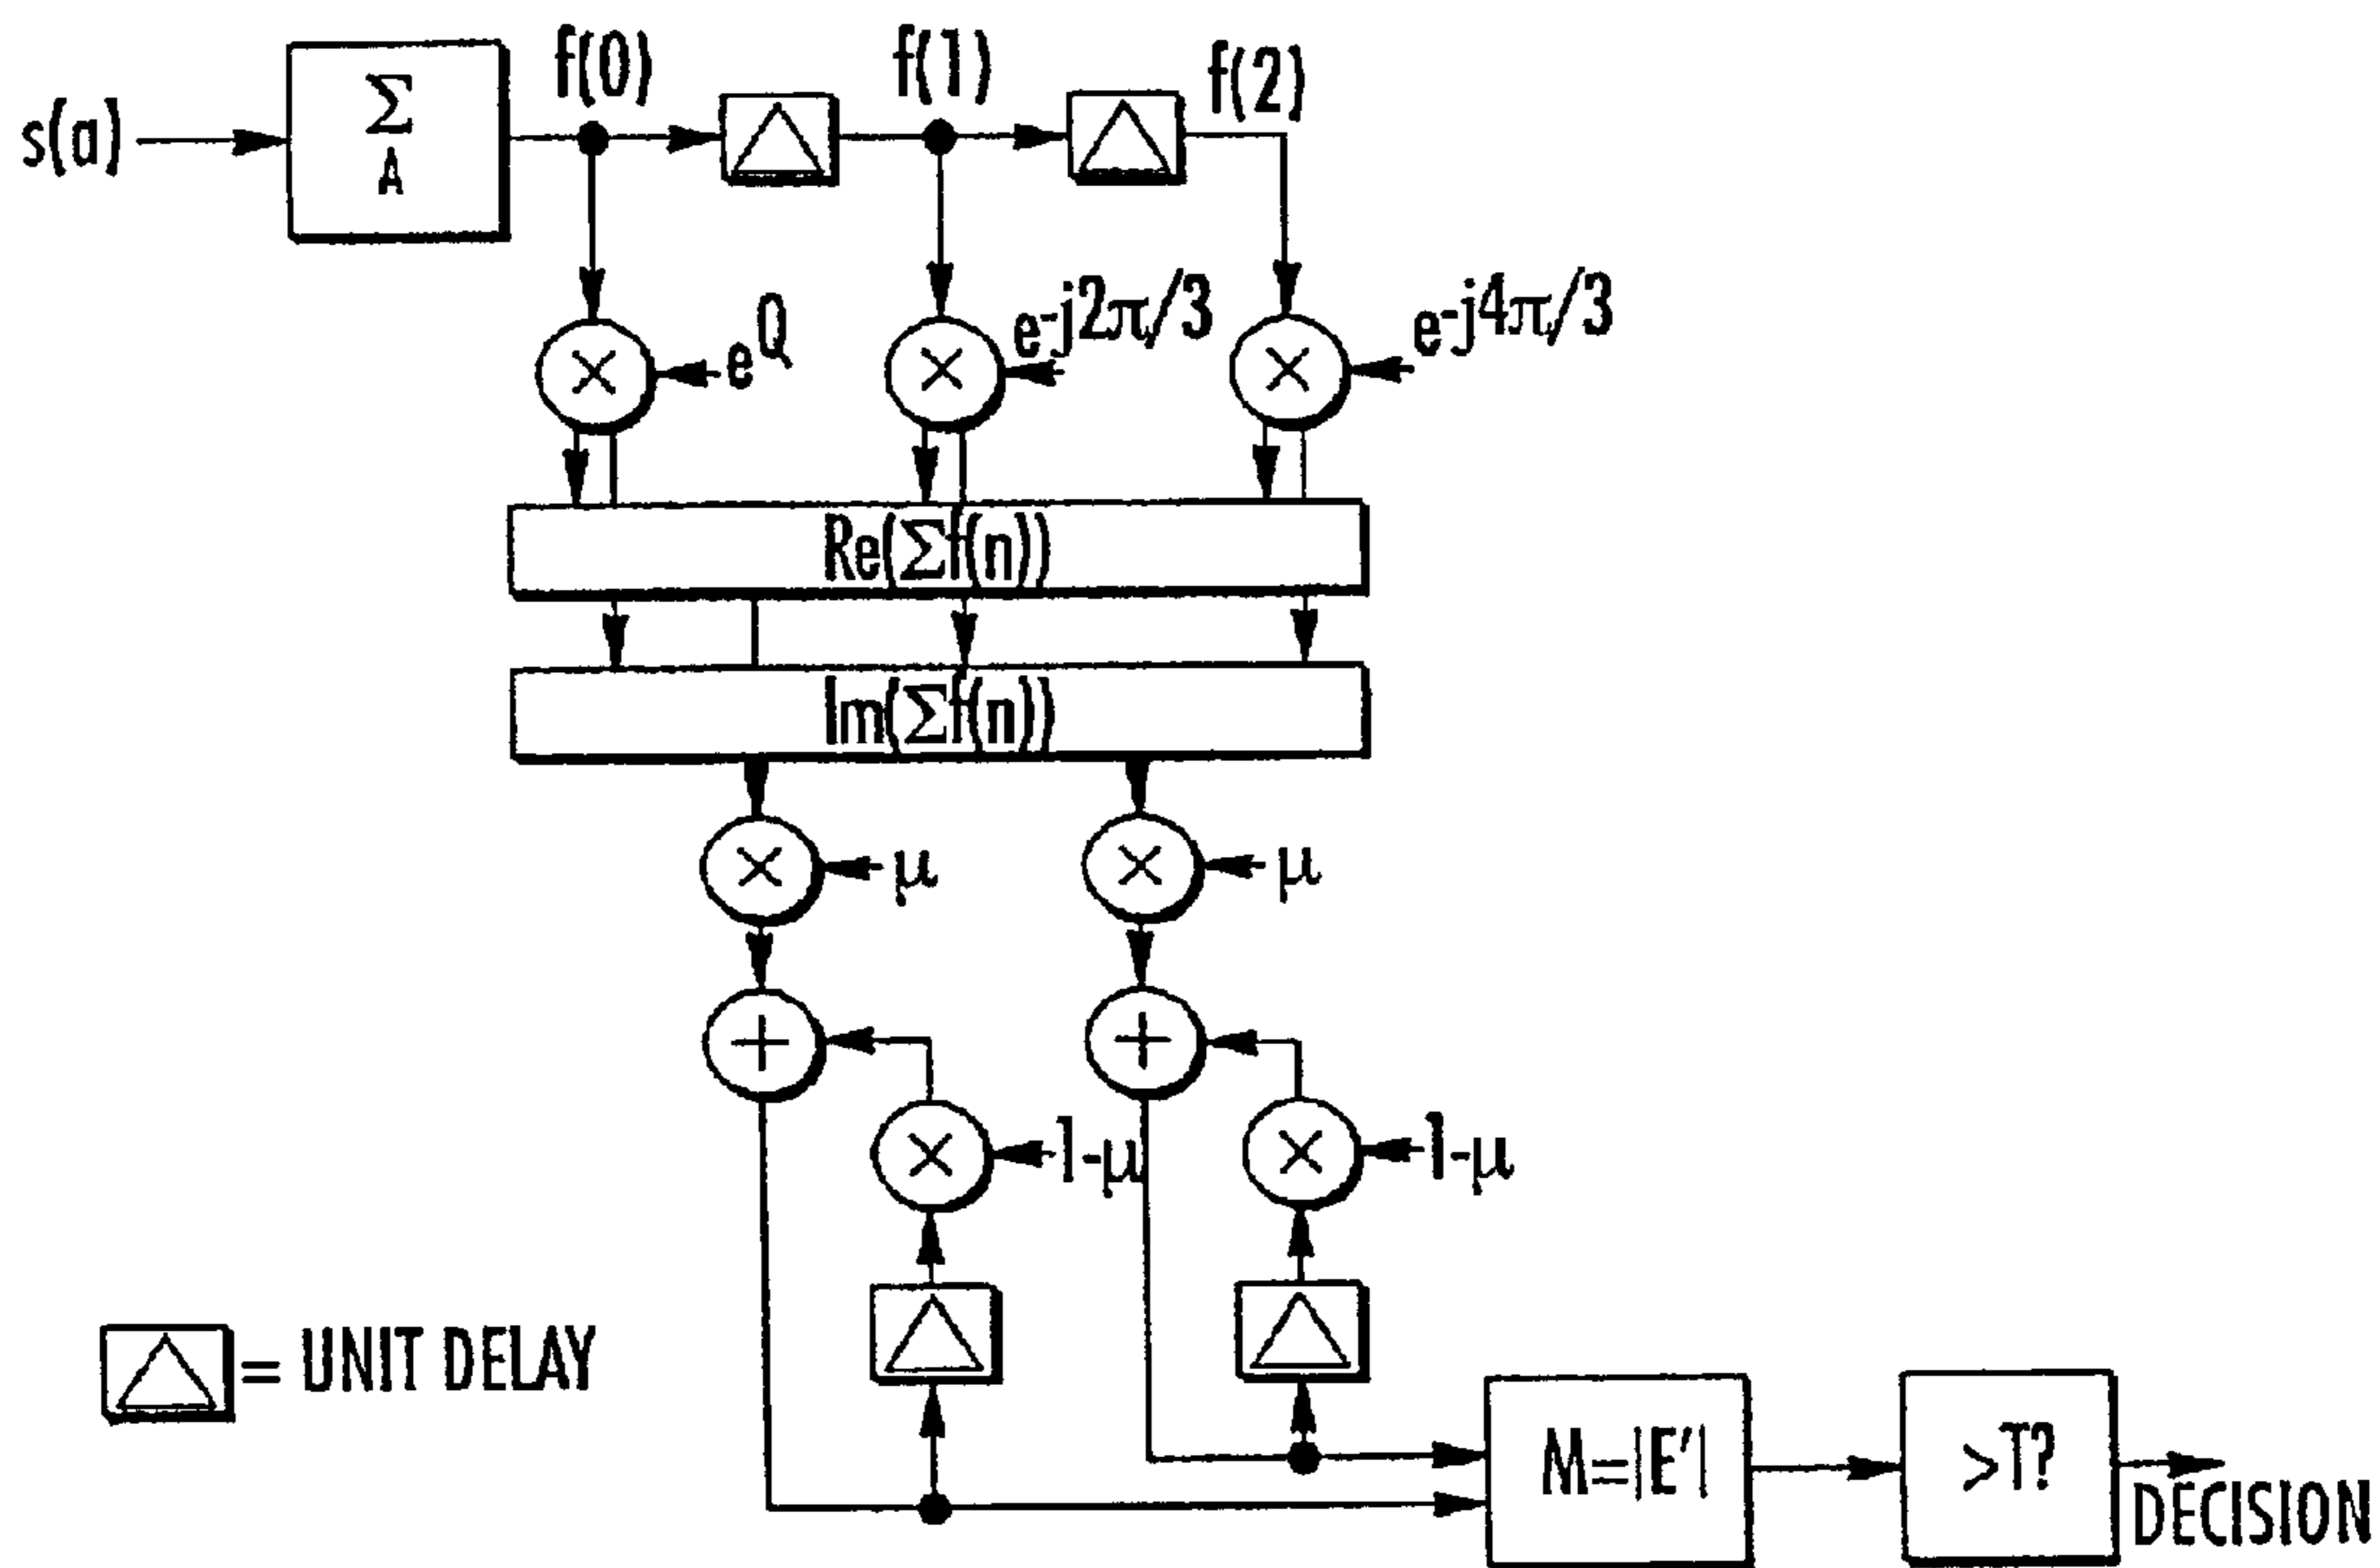 s(a)
Σ
A
f(0)
f(1)
f(2)
e^Q
e^-j2π/3
e^-j4π/3
Re(Σf(n))
Im(Σf(n))
μ
μ
1-μ
1-μ
= UNIT DELAY
M=|E'|
>T?
DECISION